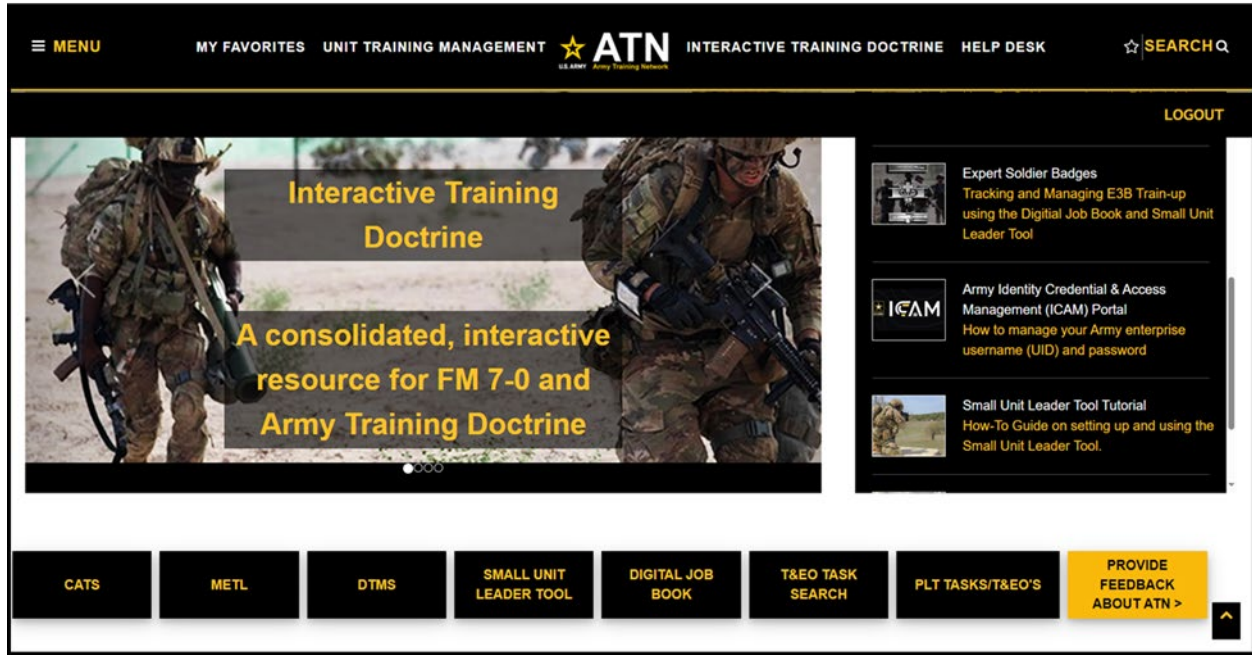 MENU
MY FAVORITES
UNIT TRAINING MANAGEMENT
U.S. ARMY
ATN
Army Training Network
INTERACTIVE TRAINING DOCTRINE
HELP DESK
SEARCH
LOGOUT
Interactive Training
Doctrine
A consolidated, interactive
resource for FM 7-0 and
Army Training Doctrine
Expert Soldier Badges
Tracking and Managing E3B Train-up
using the Digitial Job Book and Small Unit
Leader Tool
ICAM
Army Identity Credential & Access
Management (ICAM) Portal
How to manage your Army enterprise
username (UID) and password
Small Unit Leader Tool Tutorial
How-To Guide on setting up and using the
Small Unit Leader Tool.
CATS
METL
DTMS
SMALL UNIT
LEADER TOOL
DIGITAL JOB
BOOK
T&EO TASK
SEARCH
PLT TASKS/T&EO'S
PROVIDE
FEEDBACK
ABOUT ATN >